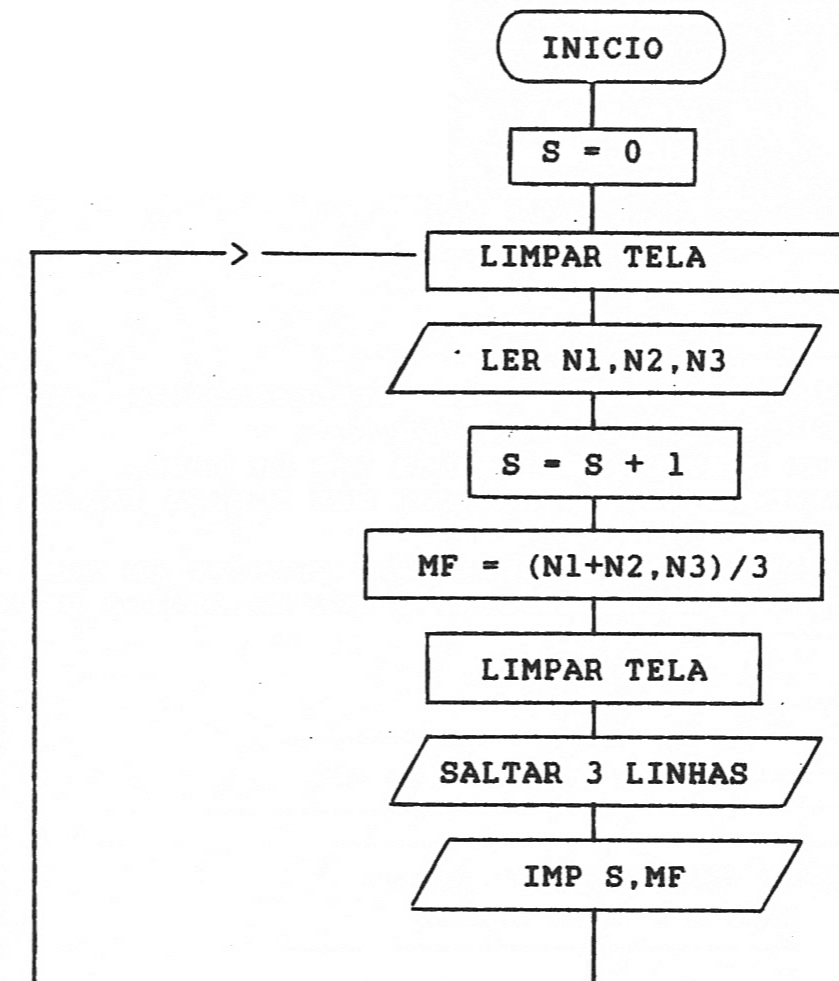 INICIO
S = 0
LIMPAR TELA
LER N1,N2,N3
S = S + 1
MF = (N1+N2,N3)/3
LIMPAR TELA
SALTAR 3 LINHAS
IMP S,MF